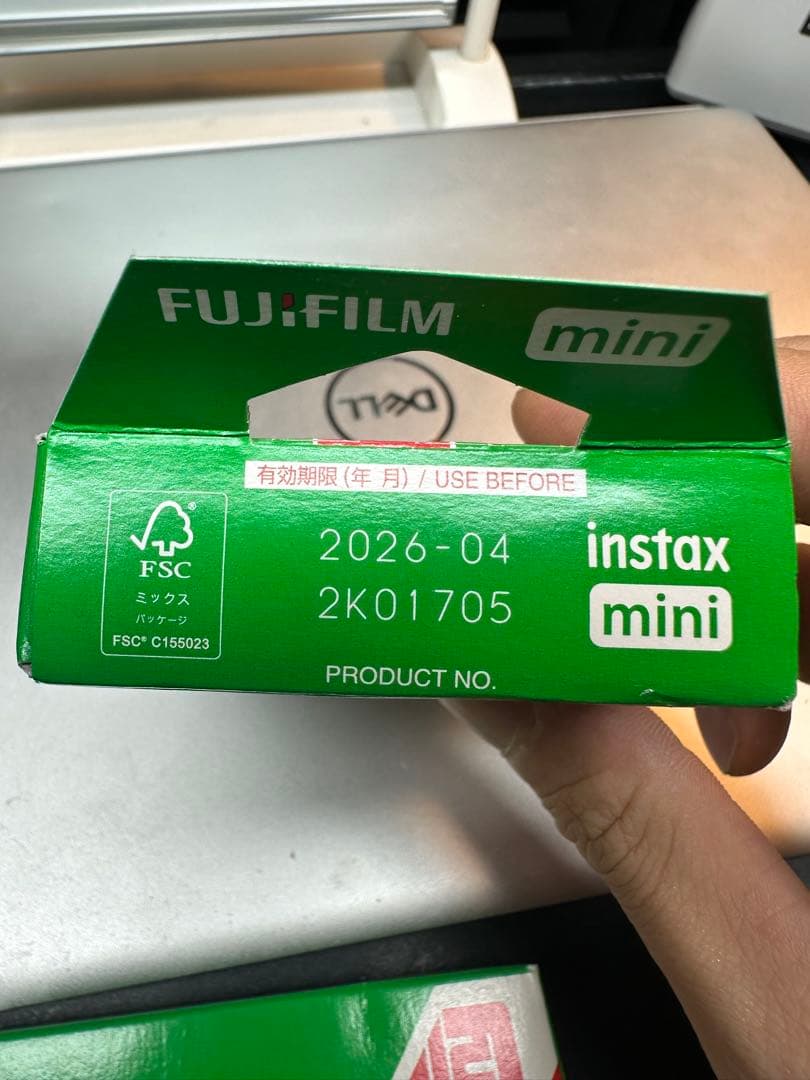 FUJIFILM
mini
DELL
有効期限(年 月) / USE BEFORE
FSC®
ミックス
パッケージ
FSC® C155023
2026-04
2K01705
PRODUCT NO.
instax
mini